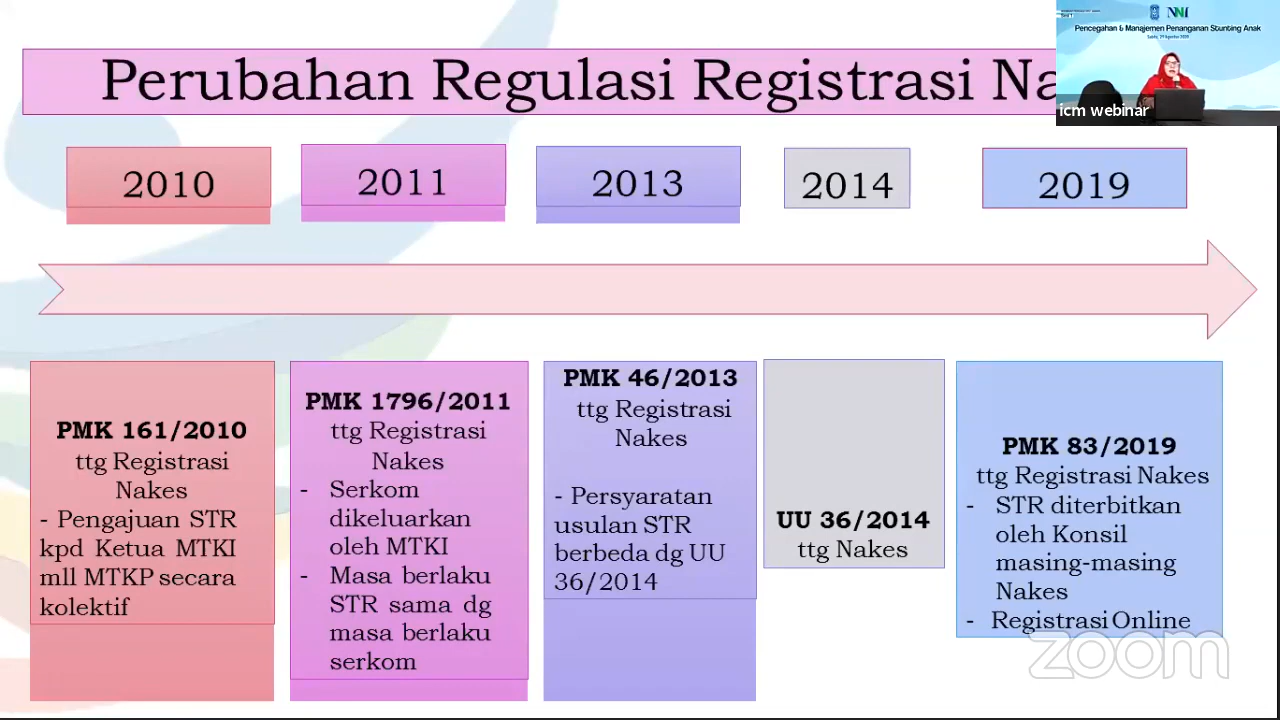 Perubahan Regulasi Registrasi Na
Pencegahan & Manajemen Penanganan Stunting Anak
icm webinar
2010
2011
2013
2014
2019
PMK 161/2010
ttg Registrasi
Nakes
- Pengajuan STR
kpd Ketua MTKI
mll MTKP secara
kolektif
PMK 1796/2011
ttg Registrasi
Nakes
- Serkom
dikeluarkan
oleh MTKI
- Masa berlaku
STR sama dg
masa berlaku
serkom
PMK 46/2013
ttg Registrasi
Nakes
- Persyaratan
usulan STR
berbeda dg UU
36/2014
UU 36/2014
ttg Nakes
PMK 83/2019
ttg Registrasi Nakes
- STR diterbitkan
oleh Konsil
masing-masing
Nakes
- Registrasi Online
zoom